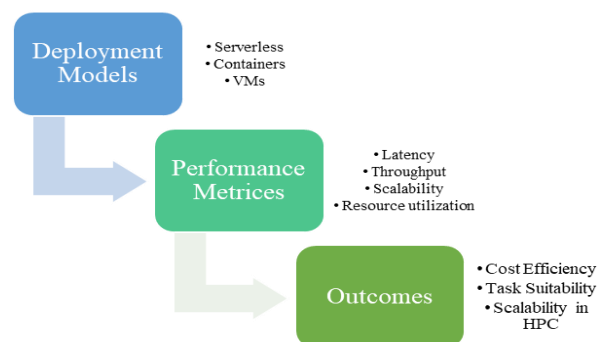 Deployment
Models
• Serverless
• Containers
• VMs
Performance
Metrices
• Latency
• Throughput
• Scalability
• Resource utilization
Outcomes
• Cost Efficiency
• Task Suitability
• Scalability in
HPC